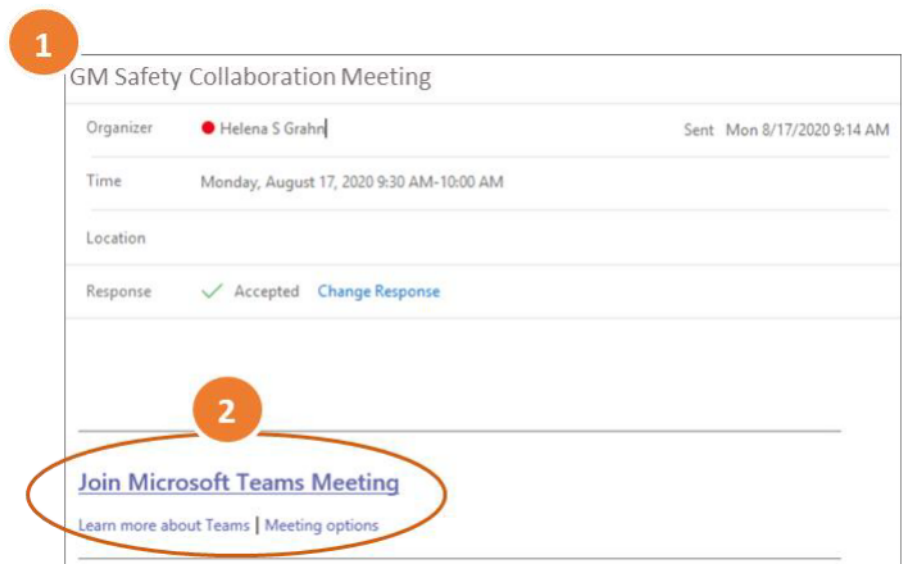 1
GM Safety Collaboration Meeting
Organizer Helena S Grahn Sent Mon 8/17/2020 9:14 AM
Time Monday, August 17, 2020 9:30 AM-10:00 AM
Location
Response Accepted Change Response
2
Join Microsoft Teams Meeting
Learn more about Teams | Meeting options